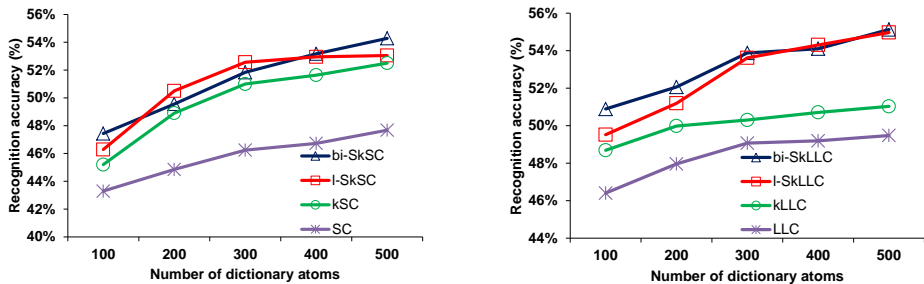 Recognition accuracy (%)
56%
54%
52%
50%
48%
46%
44%
42%
40%
100 200 300 400 500
Number of dictionary atoms
bi-SkSC
l-SkSC
kSC
SC
Recognition accuracy (%)
56%
54%
52%
50%
48%
46%
44%
100 200 300 400 500
Number of dictionary atoms
bi-SkLLC
l-SkLLC
kLLC
LLC